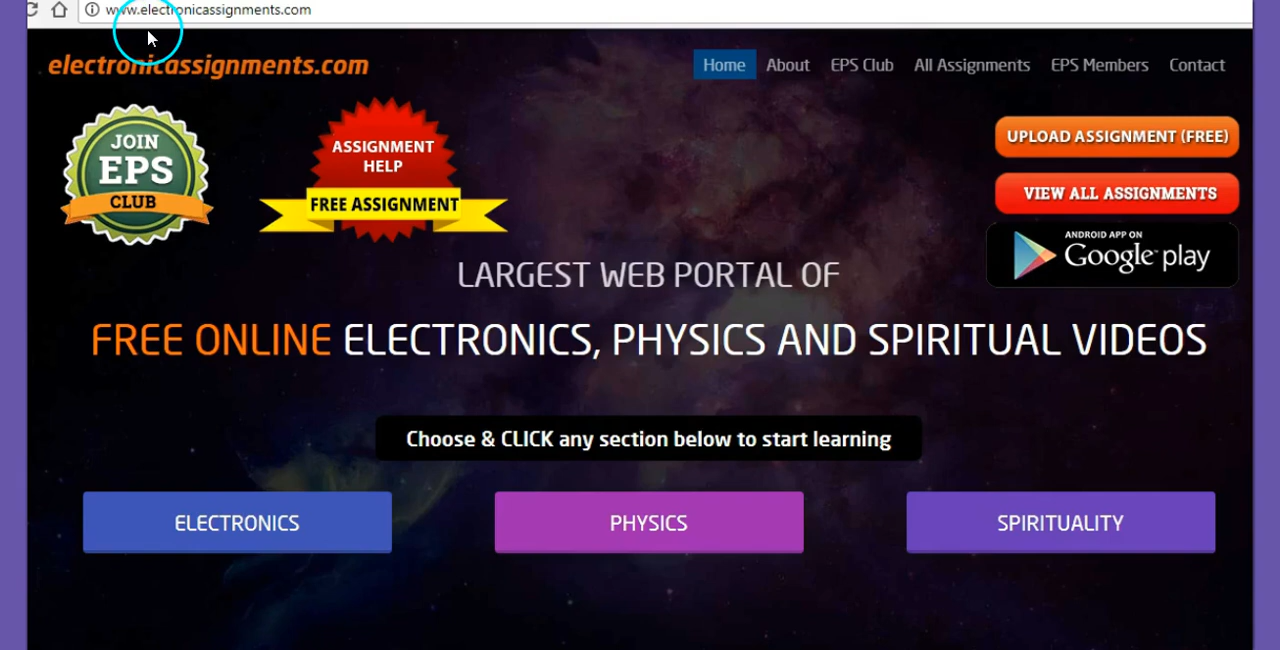 www.electronicassignments.com
electronicassignments.com
Home About EPS Club All Assignments EPS Members Contact
JOIN
EPS
CLUB
ASSIGNMENT
HELP
FREE ASSIGNMENT
UPLOAD ASSIGNMENT (FREE)
VIEW ALL ASSIGNMENTS
ANDROID APP ON
Google play
LARGEST WEB PORTAL OF
FREE ONLINE ELECTRONICS, PHYSICS AND SPIRITUAL VIDEOS
Choose & CLICK any section below to start learning
ELECTRONICS
PHYSICS
SPIRITUALITY